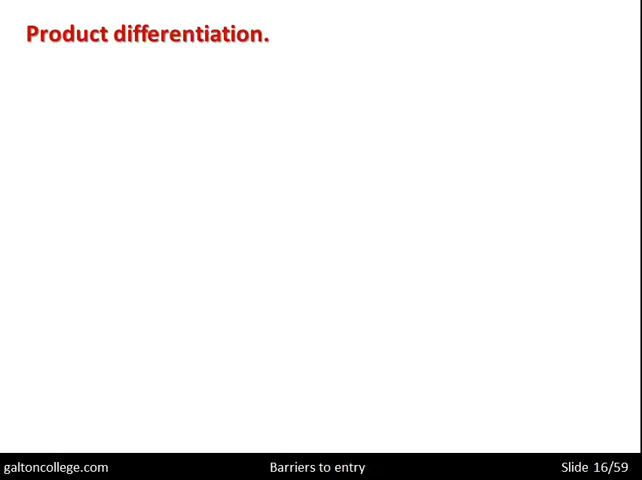 Product differentiation.
galtoncollege.com
Barriers to entry
Slide 16/59